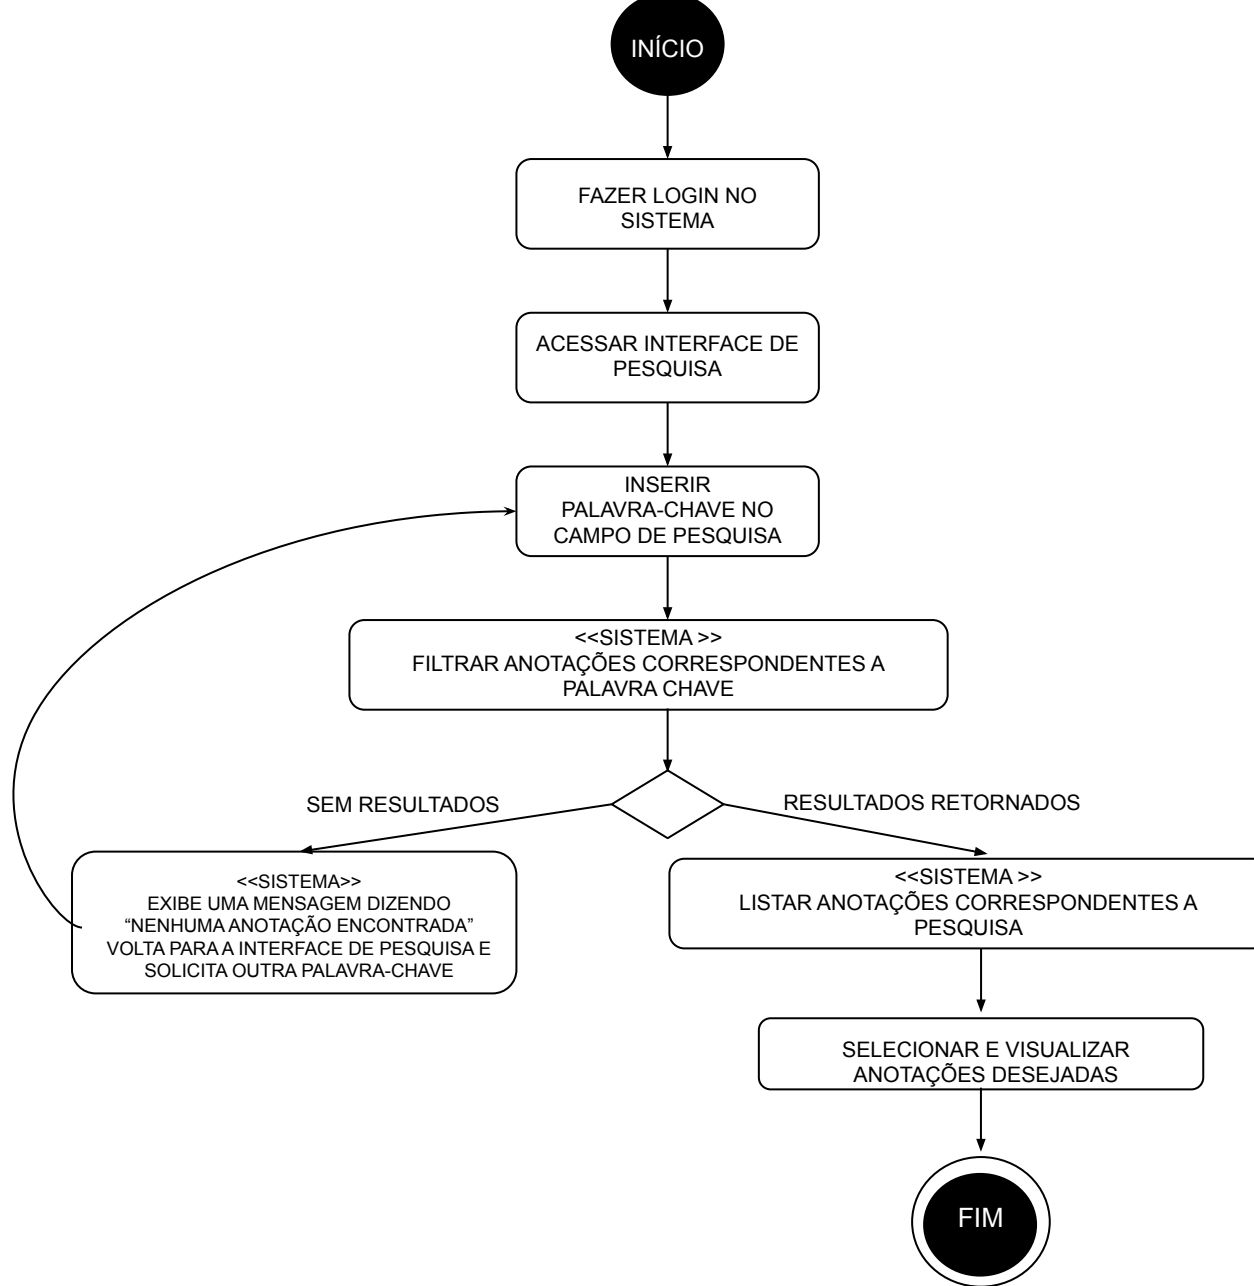 INÍCIO
FAZER LOGIN NO
SISTEMA
ACESSAR INTERFACE DE
PESQUISA
INSERIR
PALAVRA-CHAVE NO
CAMPO DE PESQUISA
<<SISTEMA >>
FILTRAR ANOTAÇÕES CORRESPONDENTES A
PALAVRA CHAVE
SEM RESULTADOS
RESULTADOS RETORNADOS
<<SISTEMA>>
EXIBE UMA MENSAGEM DIZENDO
“NENHUMA ANOTAÇÃO ENCONTRADA”
VOLTA PARA A INTERFACE DE PESQUISA E
SOLICITA OUTRA PALAVRA-CHAVE
<<SISTEMA >>
LISTAR ANOTAÇÕES CORRESPONDENTES A
PESQUISA
SELECIONAR E VISUALIZAR
ANOTAÇÕES DESEJADAS
FIM